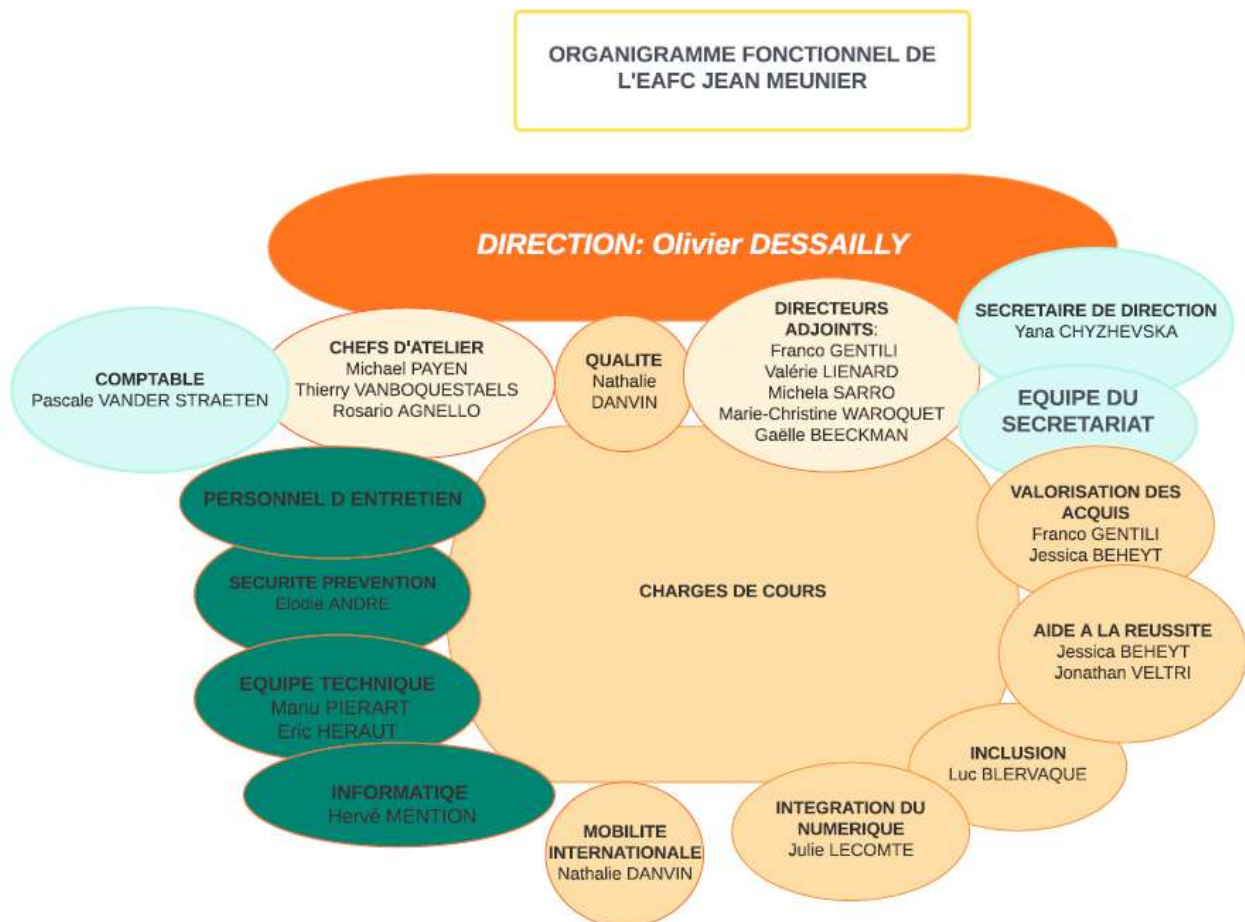 ORGANIGRAMME FONCTIONNEL DE
L'EAFC JEAN MEUNIER
DIRECTION: Olivier DESSAILLY
COMPTABLE
Pascale VANDER STRAETEN
CHEFS D'ATELIER
Michael PAYEN
Thierry VANBOQUESTAELS
Rosario AGNELLO
QUALITE
Nathalie
DANVIN
DIRECTEURS
ADJOINTS:
Franco GENTILI
Valérie LIENARD
Michela SARRO
Marie-Christine WAROQUET
Gaëlle BEECKMAN
SECRETAIRE DE DIRECTION
Yana CHYZHEVSKA
EQUIPE DU
SECRETARIAT
PERSONNEL D ENTRETIEN
SECURITE PREVENTION
Elodie ANDRE
EQUIPE TECHNIQUE
Manu PIERART
Eric HERAUT
INFORMATIQE
Hervé MENTION
CHARGES DE COURS
VALORISATION DES
ACQUIS
Franco GENTILI
Jessica BEHEYT
AIDE A LA REUSSITE
Jessica BEHEYT
Jonathan VELTRI
INCLUSION
Luc BLERVAQUE
INTEGRATION DU
NUMERIQUE
Julie LECOMTE
MOBILITE
INTERNATIONALE
Nathalie DANVIN